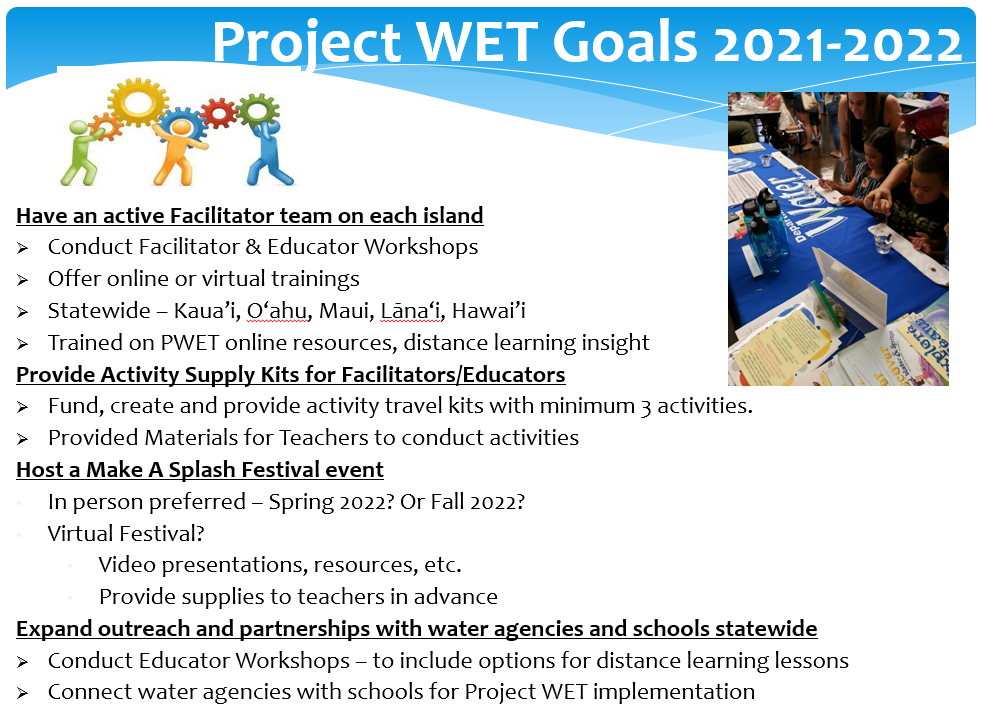 Project WET Goals 2021-2022
Have an active Facilitator team on each island
➢ Conduct Facilitator & Educator Workshops
➢ Offer online or virtual trainings
➢ Statewide – Kaua’i, O‘ahu, Maui, Lāna‘i, Hawai’i
➢ Trained on PWET online resources, distance learning insight
Provide Activity Supply Kits for Facilitators/Educators
➢ Fund, create and provide activity travel kits with minimum 3 activities.
➢ Provided Materials for Teachers to conduct activities
Host a Make A Splash Festival event
In person preferred – Spring 2022? Or Fall 2022?
Virtual Festival?
Video presentations, resources, etc.
Provide supplies to teachers in advance
Expand outreach and partnerships with water agencies and schools statewide
➢ Conduct Educator Workshops – to include options for distance learning lessons
➢ Connect water agencies with schools for Project WET implementation
Water